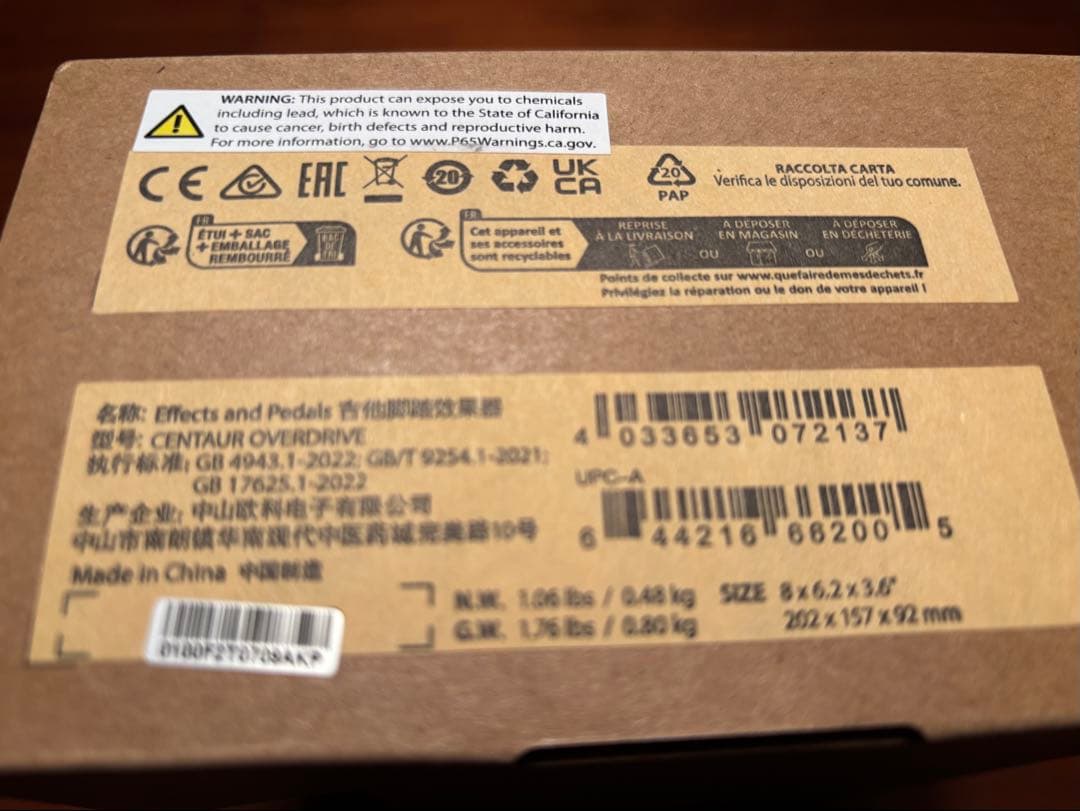 WARNING: This product can expose you to chemicals
including lead, which is known to the State of California
to cause cancer, birth defects and reproductive harm.
For more information, go to www.P65Warnings.ca.gov.
CE
EAC
20
UK
CA
20
PAP
RACCOLTA CARTA
Verifica le disposizioni del tuo comune.
FR
ÉTUI + SAC
+ EMBALLAGE
REMBOURRÉ
BAC
DE
TRI
FR
Cet appareil et
ses accessoires
sont recyclables
REPRISE
À LA LIVRAISON
OU
À DÉPOSER
EN MAGASIN
OU
À DÉPOSER
EN DÉCHÈTERIE
Points de collecte sur www.quefairedemesdechets.fr
Privilégiez la réparation ou le don de votre appareil !
名称: Effects and Pedals 吉他脚踏效果器
型号: CENTAUR OVERDRIVE
执行标准: GB 4943.1-2022; GB/T 9254.1-2021;
GB 17625.1-2022
生产企业: 中山欧科电子有限公司
中山市南朗镇华南现代中医药城完美路10号
Made in China 中国制造
4 033653 072137
UPC-A
6 44216 66200 5
N.W. 1.06 lbs / 0.48 kg
G.W. 1.76 lbs / 0.80 kg
SIZE 8 x 6.2 x 3.6"
202 x 157 x 92 mm